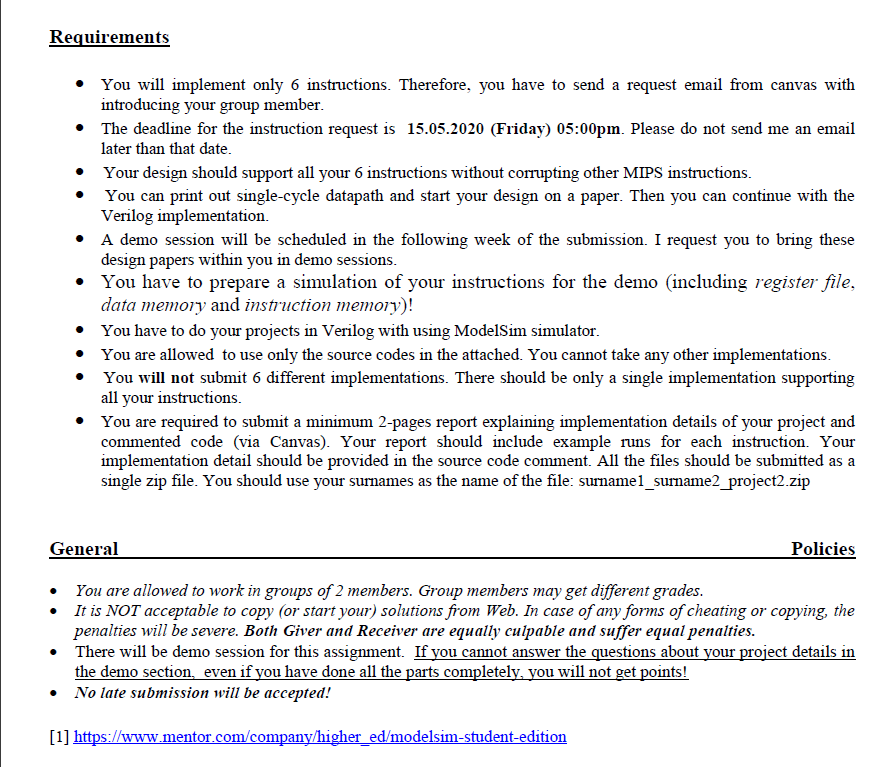 Requirements
• You will implement only 6 instructions. Therefore, you have to send a request email from canvas with
introducing your group member.
• The deadline for the instruction request is 15.05.2020 (Friday) 05:00pm. Please do not send me an email
later than that date.
• Your design should support all your 6 instructions without corrupting other MIPS instructions.
• You can print out single-cycle datapath and start your design on a paper. Then you can continue with the
Verilog implementation.
• A demo session will be scheduled in the following week of the submission. I request you to bring these
design papers within you in demo sessions.
• You have to prepare a simulation of your instructions for the demo (including register file,
data memory and instruction memory)!
• You have to do your projects in Verilog with using ModelSim simulator.
• You are allowed to use only the source codes in the attached. You cannot take any other implementations.
• You will not submit 6 different implementations. There should be only a single implementation supporting
all your instructions.
• You are required to submit a minimum 2-pages report explaining implementation details of your project and
commented code (via Canvas). Your report should include example runs for each instruction. Your
implementation detail should be provided in the source code comment. All the files should be submitted as a
single zip file. You should use your surnames as the name of the file: surname1_surname2_project2.zip
General Policies
• You are allowed to work in groups of 2 members. Group members may get different grades.
• It is NOT acceptable to copy (or start your) solutions from Web. In case of any forms of cheating or copying, the
penalties will be severe. Both Giver and Receiver are equally culpable and suffer equal penalties.
• There will be demo session for this assignment. If you cannot answer the questions about your project details in
the demo section, even if you have done all the parts completely, you will not get points!
• No late submission will be accepted!
[1] https://www.mentor.com/company/higher_ed/modelsim-student-edition